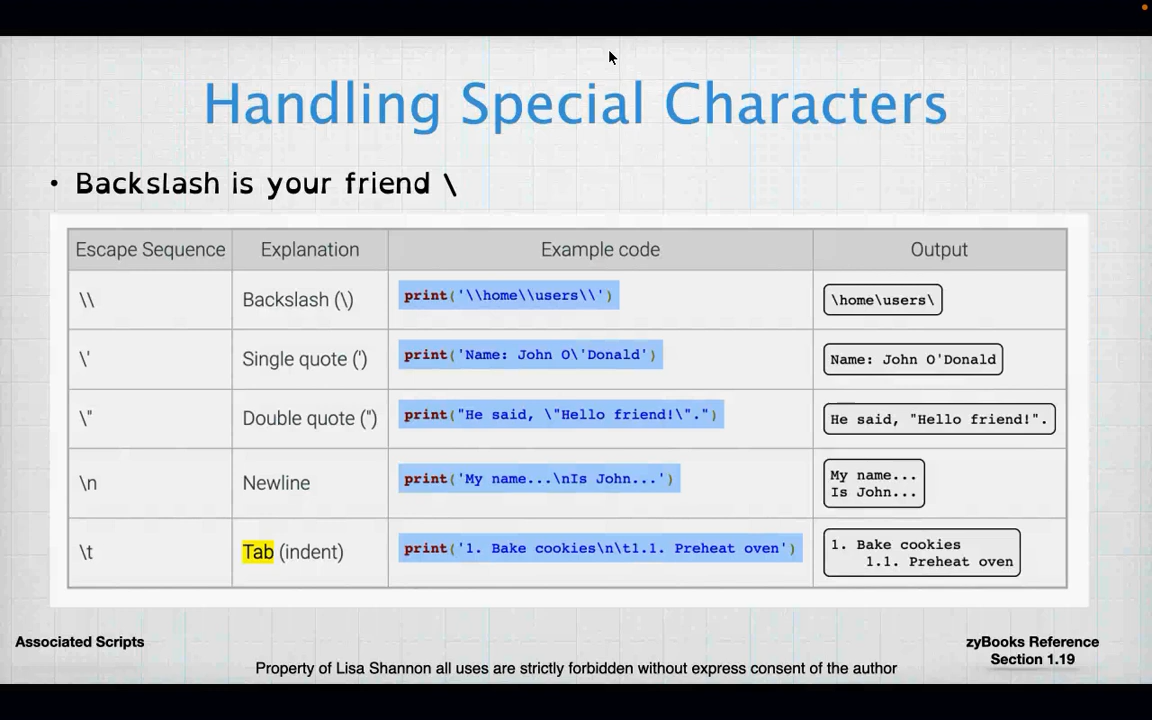 Handling Special Characters
• Backslash is your friend \
Escape Sequence Explanation Example code Output
\\ Backslash (\) print('\\home\\users\\') \home\users\
\' Single quote (') print('Name: John O\'Donald') Name: John O'Donald
\" Double quote (") print("He said, \"Hello friend!\".") He said, "Hello friend!".
\n Newline print('My name...\nIs John...') My name...
Is John...
\t Tab (indent) print('1. Bake cookies\n\t1.1. Preheat oven') 1. Bake cookies
1.1. Preheat oven
Associated Scripts
zyBooks Reference
Section 1.19
Property of Lisa Shannon all uses are strictly forbidden without express consent of the author